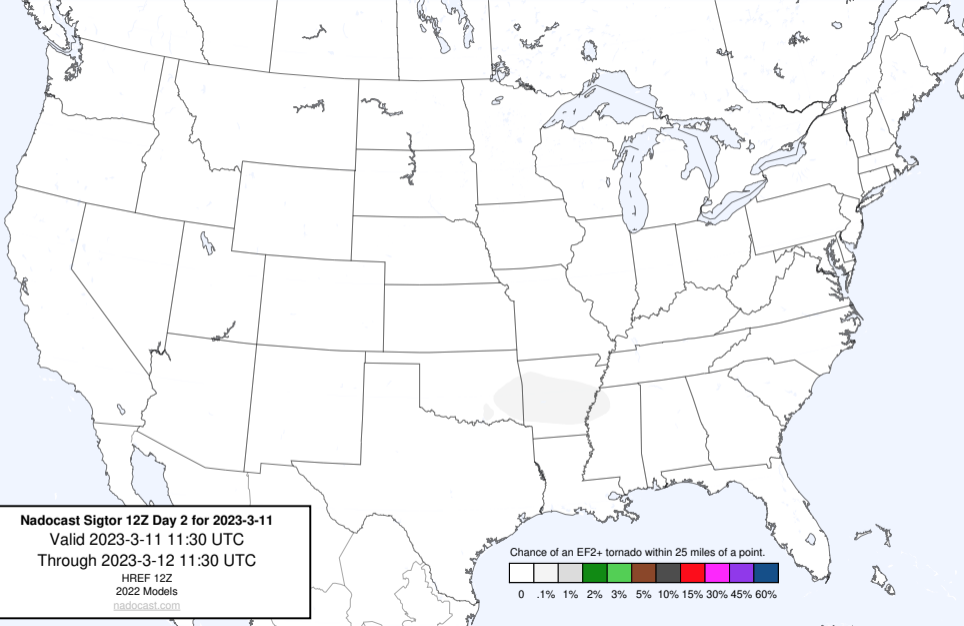 Nadocast Sigtor 12Z Day 2 for 2023-3-11
Valid 2023-3-11 11:30 UTC
Through 2023-3-12 11:30 UTC
HREF 12Z
2022 Models
nadocast.com
Chance of an EF2+ tornado within 25 miles of a point.
0 .1% 1% 2% 3% 5% 10% 15% 30% 45% 60%